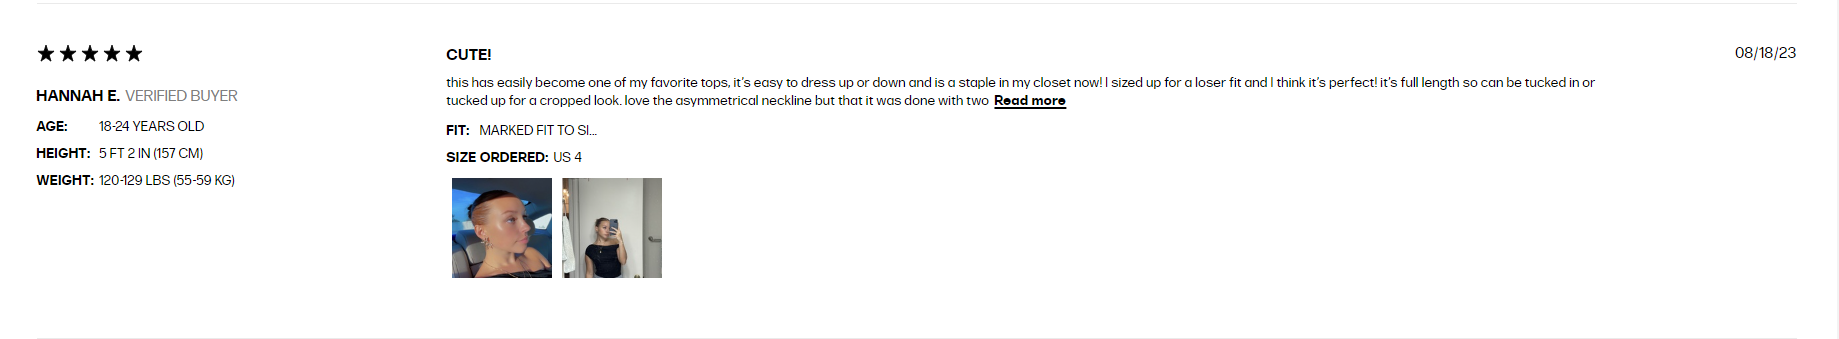 CUTE!
08/18/23
this has easily become one of my favorite tops, it's easy to dress up or down and is a staple in my closet now! I sized up for a loser fit and I think it's perfect! it's full length so can be tucked in or
tucked up for a cropped look. love the asymmetrical neckline but that it was done with two Read more
HANNAH E. VERIFIED BUYER
AGE: 18-24 YEARS OLD
HEIGHT: 5 FT 2 IN (157 CM)
WEIGHT: 120-129 LBS (55-59 KG)
FIT: MARKED FIT TO SI...
SIZE ORDERED: US 4